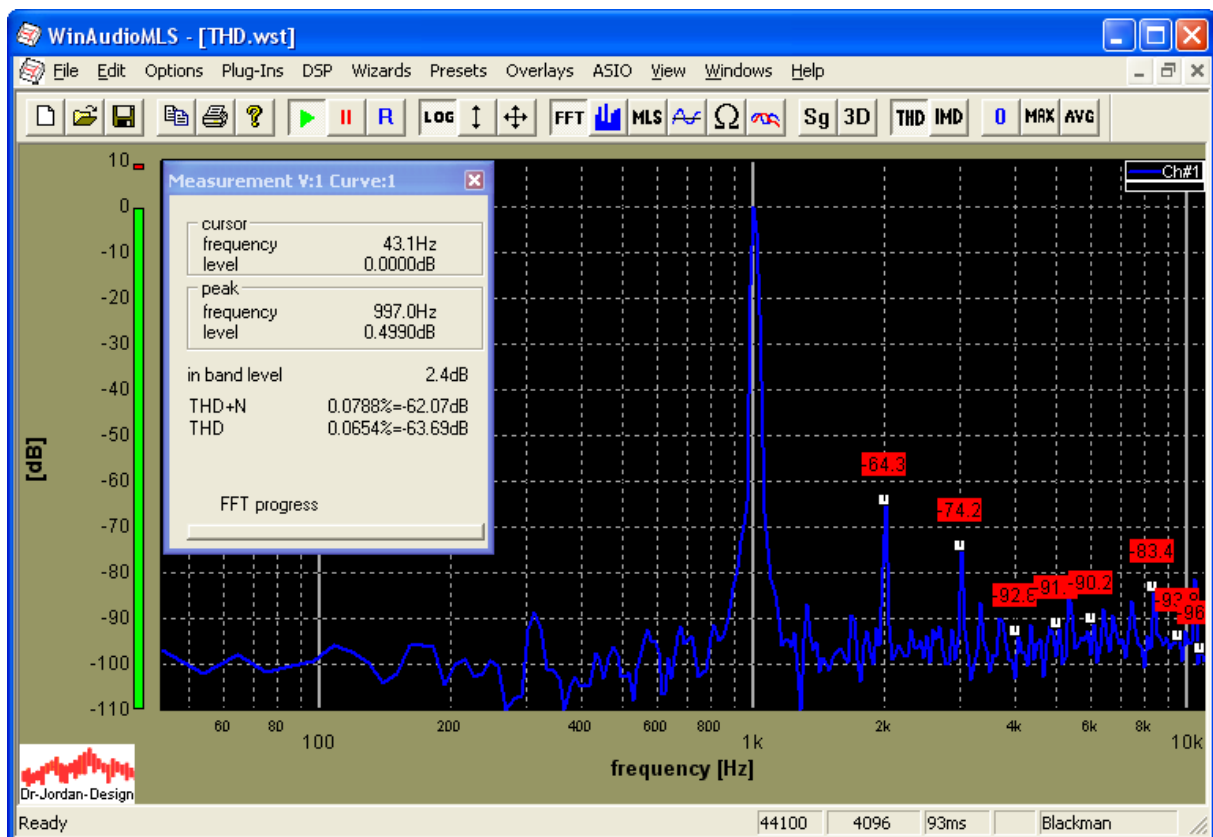 WinAudioMLS - [THD.wst]
File Edit Options Plug-Ins DSP Wizards Presets Overlays ASIO View Windows Help
? R LOG FFT MLS Ω Sg 3D THD IMD 0 MAX AVG
Measurement V:1 Curve:1
cursor
frequency 43.1Hz
level 0.0000dB
peak
frequency 997.0Hz
level 0.4990dB
in band level 2.4dB
THD+N 0.0788%=-62.07dB
THD 0.0654%=-63.69dB
FFT progress
Ch#1
[dB]
10
0
-10
-20
-30
-40
-50
-60
-70
-80
-90
-100
-110
-64.3
-74.2
-92.8
-91.
-90.2
-83.4
-93.8
-96
60 80 100 200 400 600 800 1k 2k 4k 6k 8k 10k
frequency [Hz]
Dr-Jordan-Design
Ready 44100 4096 93ms Blackman